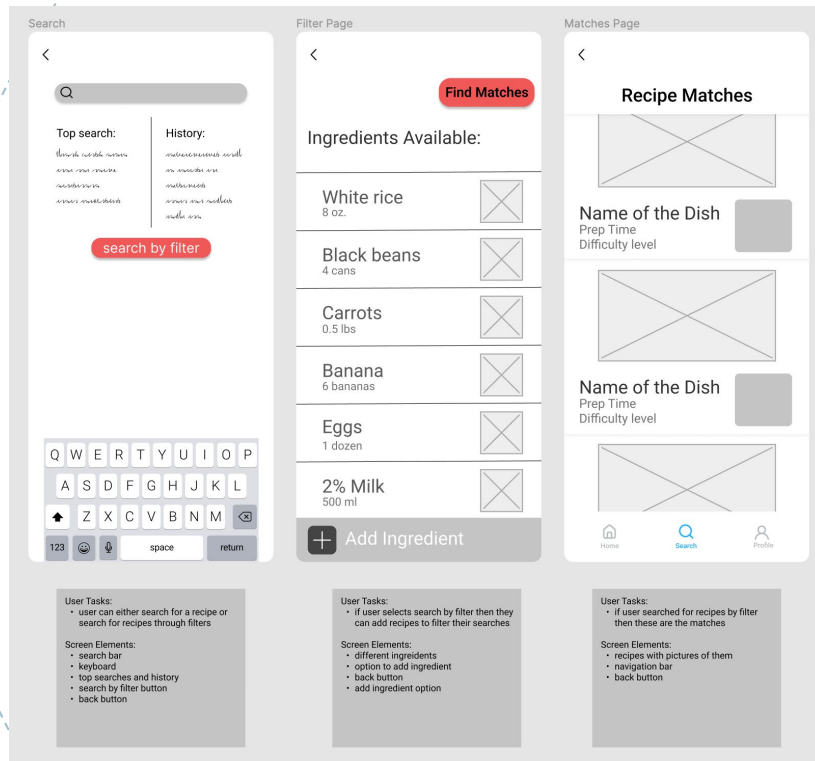 Search
Top search:
History:
search by filter
Q W E R T Y U I O P
A S D F G H J K L
Z X C V B N M
123 space return
User Tasks:
• user can either search for a recipe or
search for recipes through filters
Screen Elements:
• search bar
• keyboard
• top searches and history
• search by filter button
• back button
Filter Page
Find Matches
Ingredients Available:
White rice
8 oz.
Black beans
4 cans
Carrots
0.5 lbs
Banana
6 bananas
Eggs
1 dozen
2% Milk
500 ml
Add Ingredient
User Tasks:
• if user selects search by filter then they
can add recipes to filter their searches
Screen Elements:
• different ingreidents
• option to add ingredient
• back button
• add ingredient option
Matches Page
Recipe Matches
Name of the Dish
Prep Time
Difficulty level
Name of the Dish
Prep Time
Difficulty level
Home Search Profile
User Tasks:
• if user searched for recipes by filter
then these are the matches
Screen Elements:
• recipes with pictures of them
• navigation bar
• back button